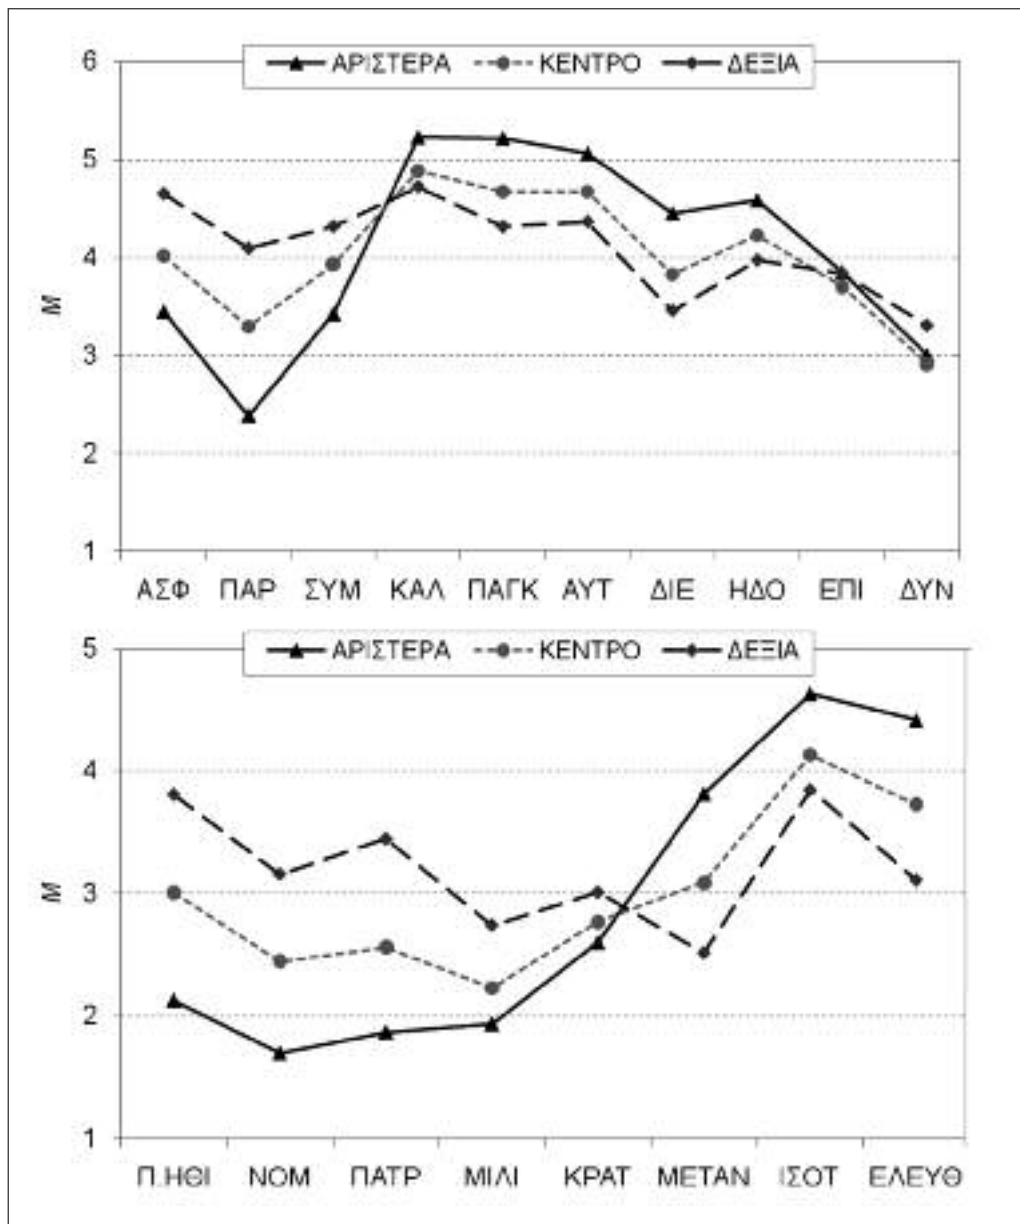 ΑΡΙΣΤΕΡΑ ΚΕΝΤΡΟ ΔΕΞΙΑ
6
5
4
3
2
1
M
ΑΣΦ ΠΑΡ ΣΥΜ ΚΑΛ ΠΑΓΚ ΑΥΤ ΔΙΕ ΗΔΟ ΕΠΙ ΔΥΝ
ΑΡΙΣΤΕΡΑ ΚΕΝΤΡΟ ΔΕΞΙΑ
5
4
3
2
1
M
Π.ΗΘΙ ΝΟΜ ΠΑΤΡ ΜΙΛΙ ΚΡΑΤ ΜΕΤΑΝ ΙΣΟΤ ΕΛΕΥΘ